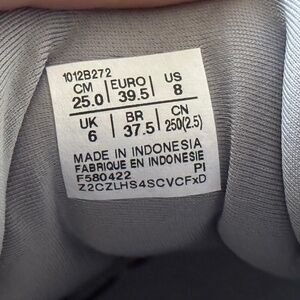 1012B272
CM EURO US
25.0 39.5 8
UK BR CN
6 37.5 250(2.5)
MADE IN INDONESIA
FABRIQUE EN INDONESIE
F580422 PI
Z2CZLHS4SCVCFxD